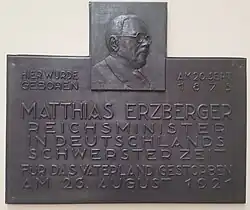 HIER WURDE
GEBOREN
AM 20. SEPT.
1875
MATTHIAS ERZBERGER
REICHSMINISTER
IN DEUTSCHLANDS
SCHWERSTER ZEIT
FÜR DAS VATERLAND GESTORBEN
AM 26. AUGUST 1921